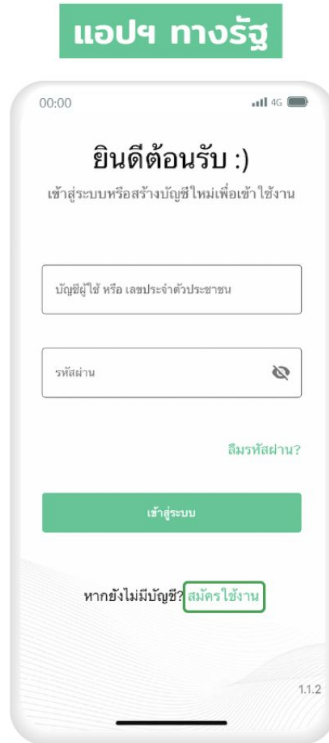 แอปฯ ทางรัฐ
00:00 4G
ยินดีต้อนรับ :)
เข้าสู่ระบบหรือสร้างบัญชีใหม่เพื่อเข้าใช้งาน
บัญชีผู้ใช้ หรือ เลขประจำตัวประชาชน
รหัสผ่าน
ลืมรหัสผ่าน?
เข้าสู่ระบบ
หากยังไม่มีบัญชี? สมัครใช้งาน
1.1.2